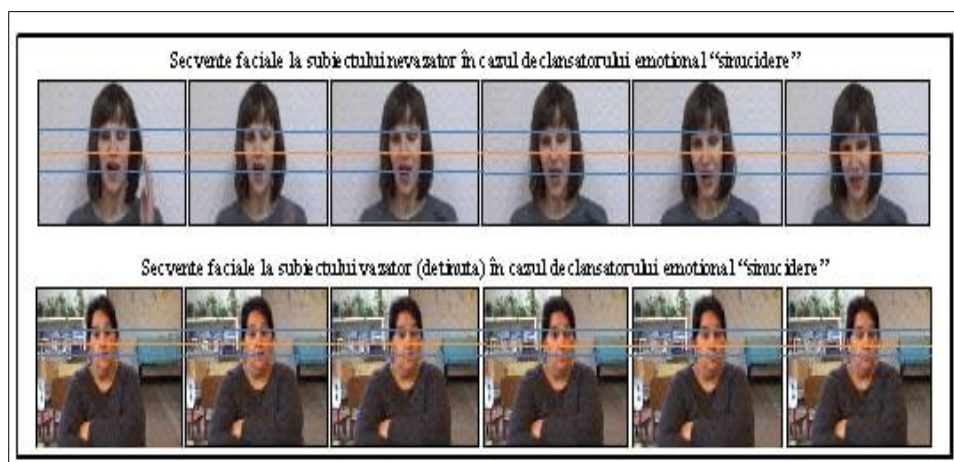 Secvente faciale la subiectului nevazator în cazul declansatorului emotional “sinucidere”
Secvente faciale la subiectului vazator (detinuta) în cazul declansatorului emotional “sinucidere”